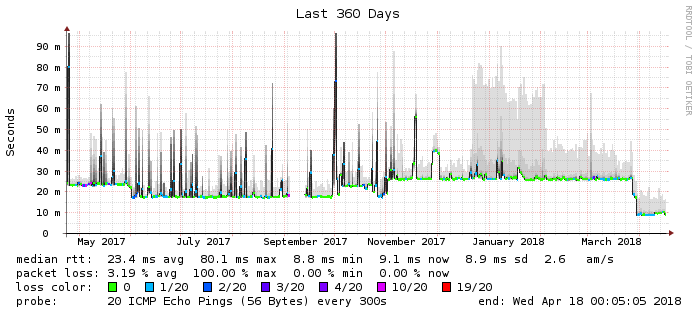 Last 360 Days
RRDTOOL / TOBI OETIKER
Seconds
90 m
80 m
70 m
60 m
50 m
40 m
30 m
20 m
10 m
0
May 2017 July 2017 September 2017 November 2017 January 2018 March 2018
median rtt: 23.4 ms avg 80.1 ms max 8.8 ms min 9.1 ms now 8.9 ms sd 2.6 am/s
packet loss: 3.19 % avg 100.00 % max 0.00 % min 0.00 % now
loss color: 0 1/20 2/20 3/20 4/20 10/20 19/20
probe: 20 ICMP Echo Pings (56 Bytes) every 300s end: Wed Apr 18 00:05:05 2018